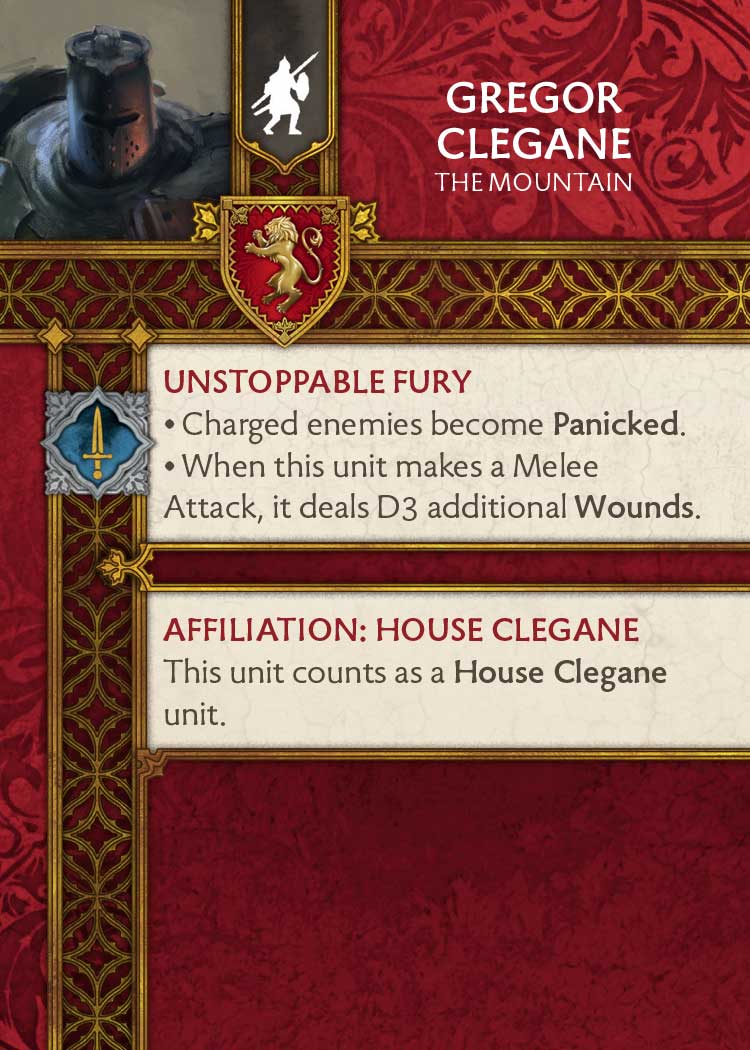 GREGOR
CLEGANE
THE MOUNTAIN
UNSTOPPABLE FURY
• Charged enemies become Panicked.
• When this unit makes a Melee
Attack, it deals D3 additional Wounds.
AFFILIATION: HOUSE CLEGANE
This unit counts as a House Clegane
unit.